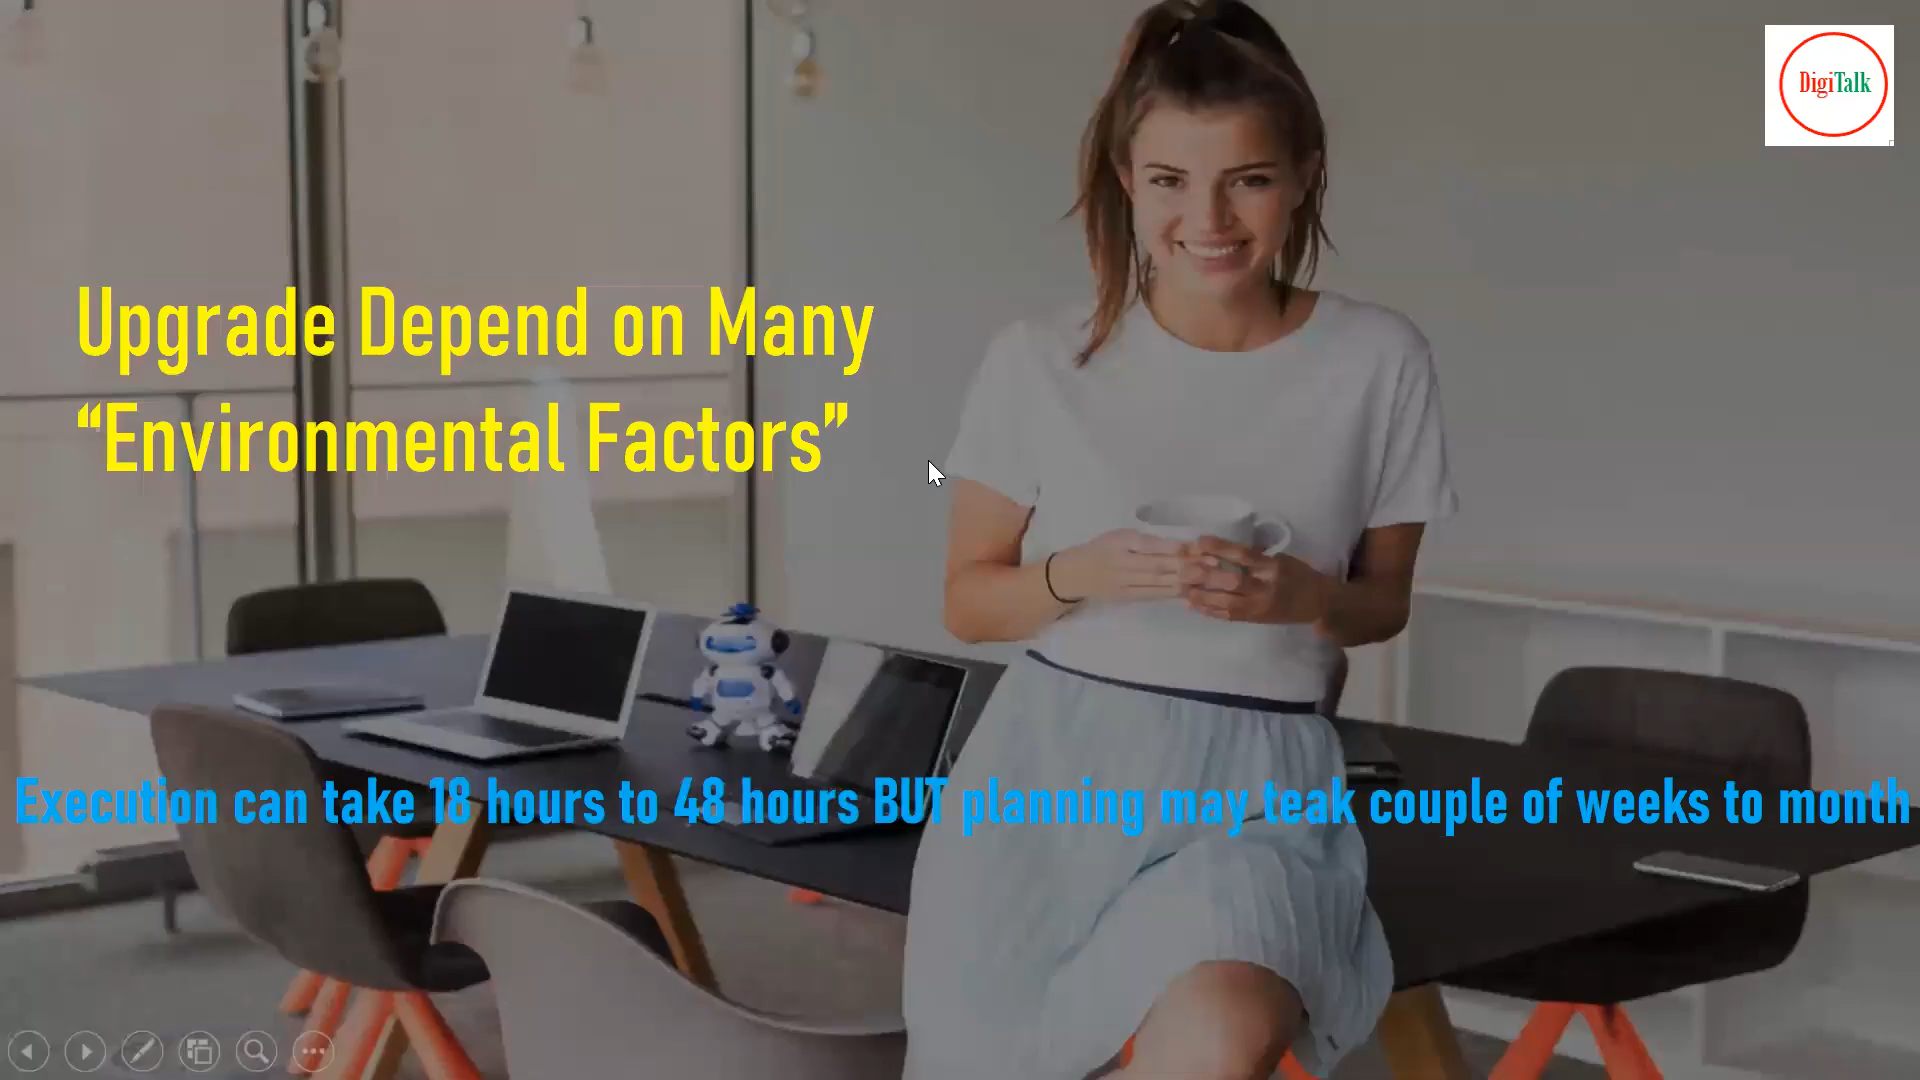 DigiTalk
Upgrade Depend on Many
“Environmental Factors”
Execution can take 18 hours to 48 hours BUT planning may teak couple of weeks to month